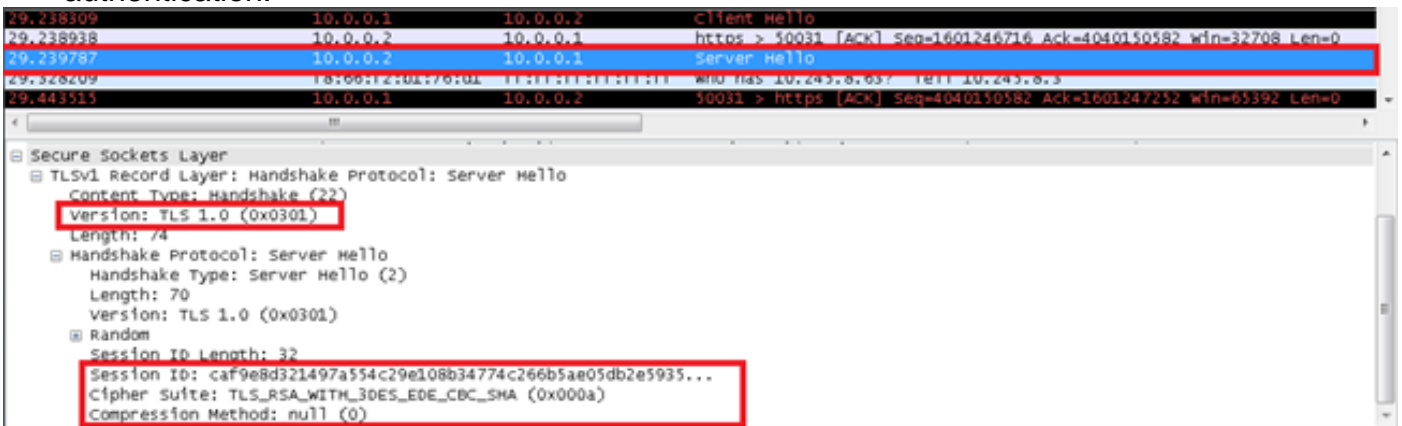 authentication.
29.238309 10.0.0.1 10.0.0.2 Client Hello
29.238938 10.0.0.2 10.0.0.1 https > 50031 [ACK] Seq=1601246716 Ack=4040150582 Win=32708 Len=0
29.239787 10.0.0.2 10.0.0.1 Server Hello
29.328209 who has 10.245.8.63? Tell 10.245.8.3
29.443515 10.0.0.1 10.0.0.2 50031 > https [ACK] Seq=4040150582 Ack=1601247252 Win=65392 Len=0
Secure Sockets Layer
TLSv1 Record Layer: Handshake Protocol: Server Hello
Content Type: Handshake (22)
Version: TLS 1.0 (0x0301)
Length: 74
Handshake Protocol: Server Hello
Handshake Type: Server Hello (2)
Length: 70
Version: TLS 1.0 (0x0301)
Random
Session ID Length: 32
Session ID: caf9e8d321497a554c29e108b34774c266b5ae05db2e5935...
Cipher Suite: TLS_RSA_WITH_3DES_EDE_CBC_SHA (0x000a)
Compression Method: null (0)